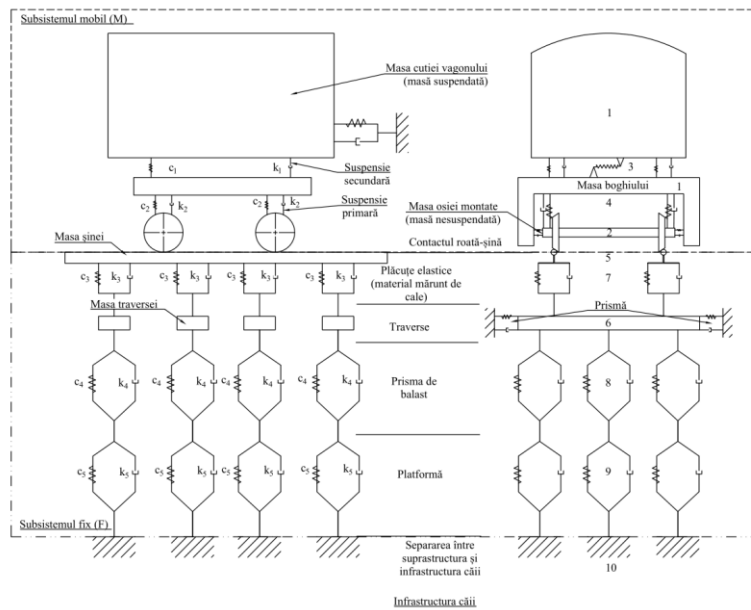 Subsistemul mobil (M)
Masa cutiei vagonului
(masă suspendată)
1
c1
k1
Suspensie
secundară
3
Masa boghiului
1
c2
k2
c2
k2
Suspensie
primară
4
Masa osiei montate
(masă nesuspendată)
2
Contactul roată-șină
Masa șinei
5
c3
k3
c3
k3
c3
k3
c3
k3
Plăcuțe elastice
(material mărunt de
cale)
7
Masa traversei
Prismă
Traverse
6
c4
k4
c4
k4
c4
k4
c4
k4
Prisma de
balast
8
c5
k5
c5
k5
c5
k5
c5
k5
Platformă
9
Subsistemul fix (F)
Separarea între
suprastructura și
infrastructura căii
10
Infrastructura căii